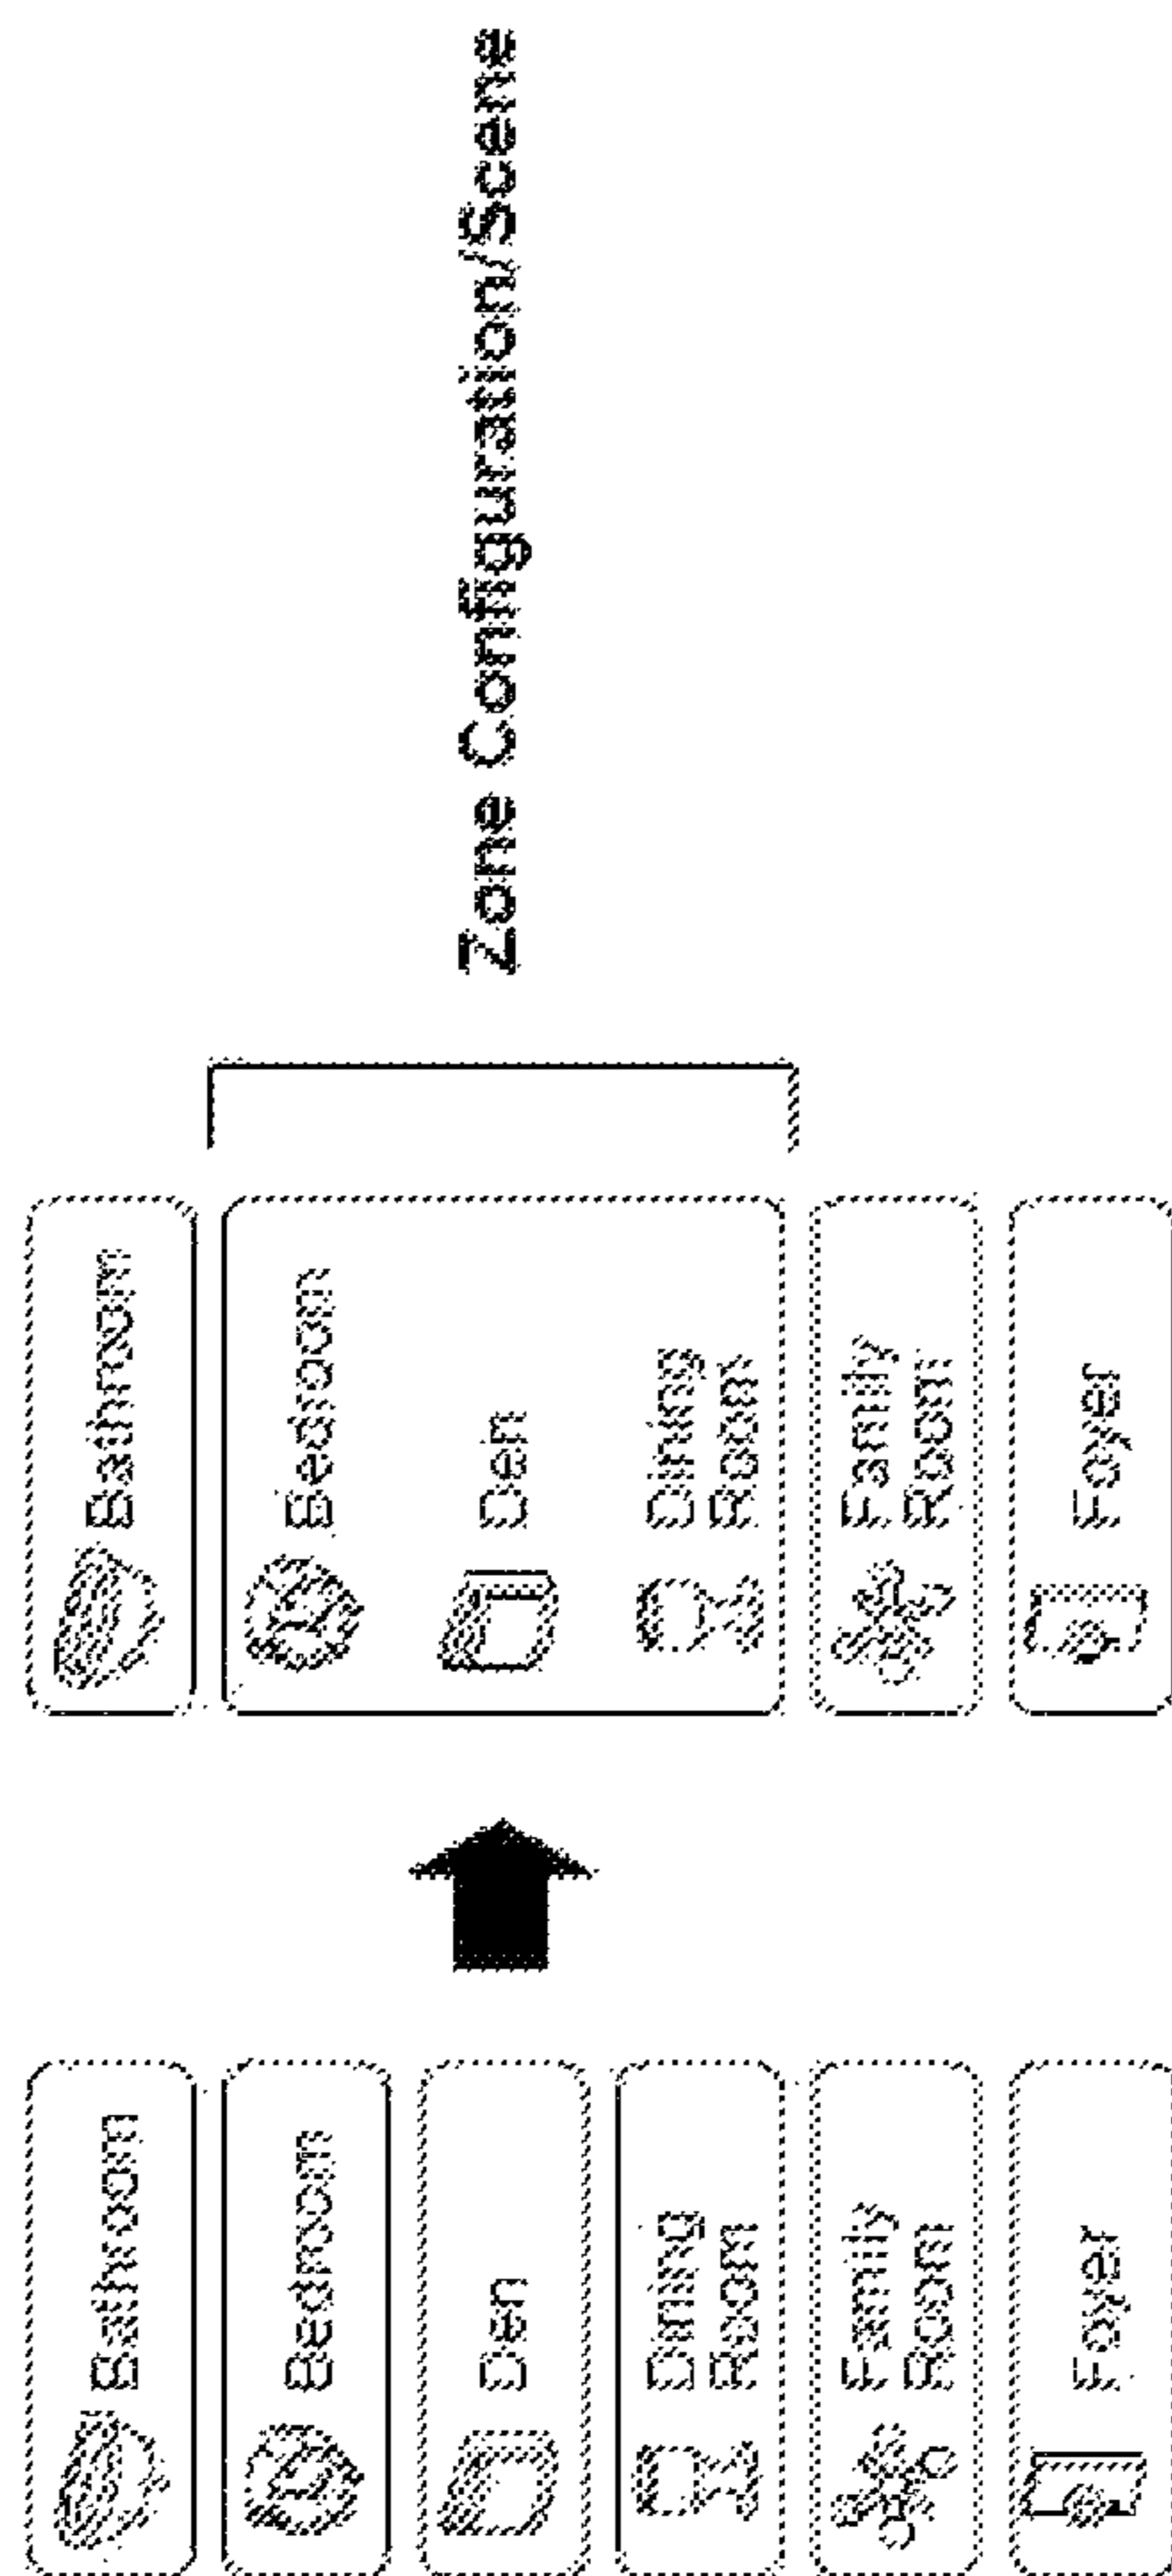 Bathroom
Bedroom
Den
Dining
Room
Family
Room
Foyer
Bathroom
Bedroom
Den
Dining
Room
Family
Room
Foyer
Zone Configuration/Scene